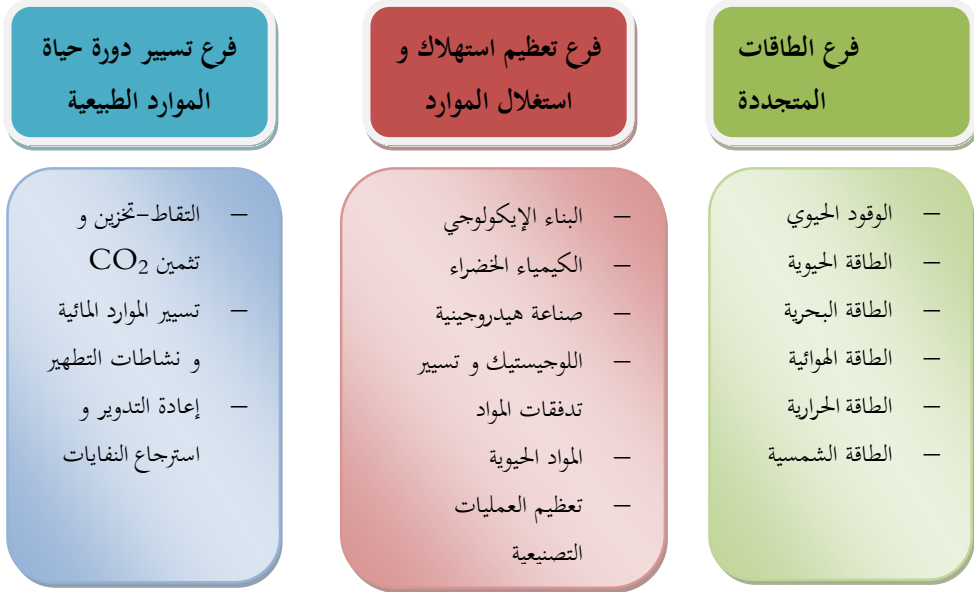 فرع الطاقات
المتجددة
– الوقود الحيوي
– الطاقة الحيوية
– الطاقة البحرية
– الطاقة الهوائية
– الطاقة الحرارية
– الطاقة الشمسية
فرع تعظيم استهلاك و
استغلال الموارد
– البناء الإيكولوجي
– الكيمياء الخضراء
– صناعة هيدروجينية
– اللوجيستيك و تسيير
تدفقات المواد
– المواد الحيوية
– تعظيم العمليات
التصنيعية
فرع تسيير دورة حياة
الموارد الطبيعية
– التقاط-تخزين و
تثمين CO₂
– تسيير الموارد المائية
و نشاطات التطهير
– إعادة التدوير و
استرجاع النفايات